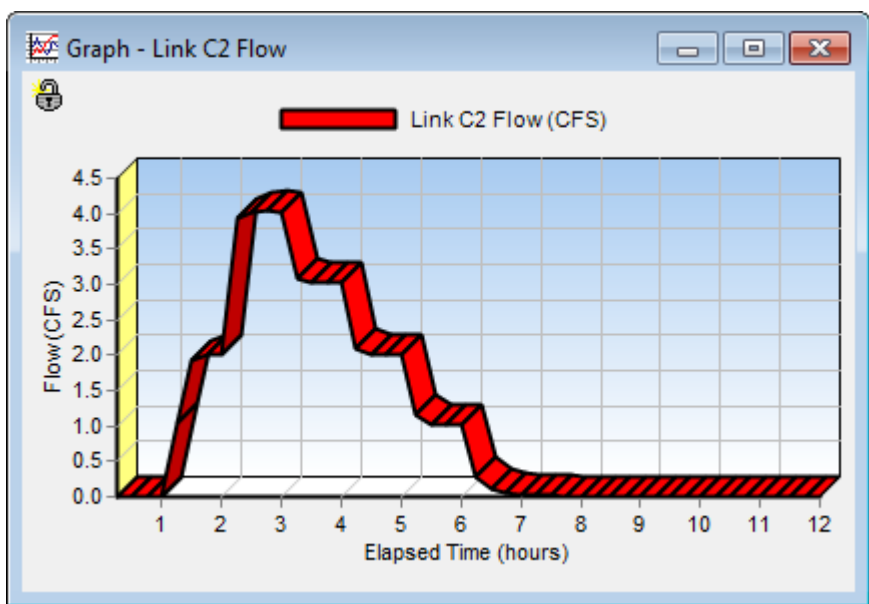 Graph - Link C2 Flow
Link C2 Flow (CFS)
4.5
4.0
3.5
3.0
2.5
2.0
1.5
1.0
0.5
0.0
Flow (CFS)
1 2 3 4 5 6 7 8 9 10 11 12
Elapsed Time (hours)